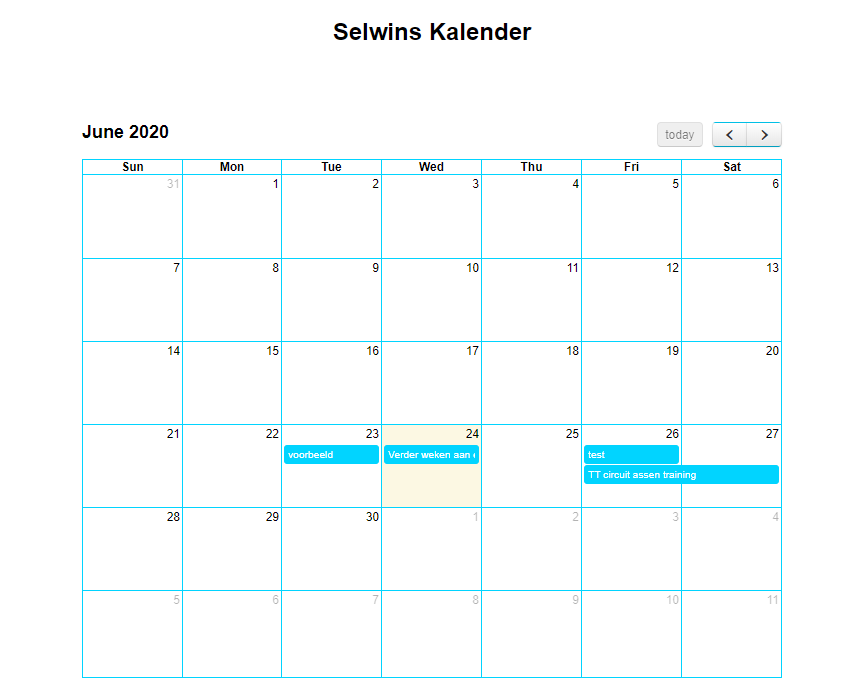 Selwins Kalender
June 2020
today
Sun Mon Tue Wed Thu Fri Sat
31 1 2 3 4 5 6
7 8 9 10 11 12 13
14 15 16 17 18 19 20
21 22 23 24 25 26 27
voorbeeld Verder weken aan test
TT circuit assen training
28 29 30 1 2 3 4
5 6 7 8 9 10 11